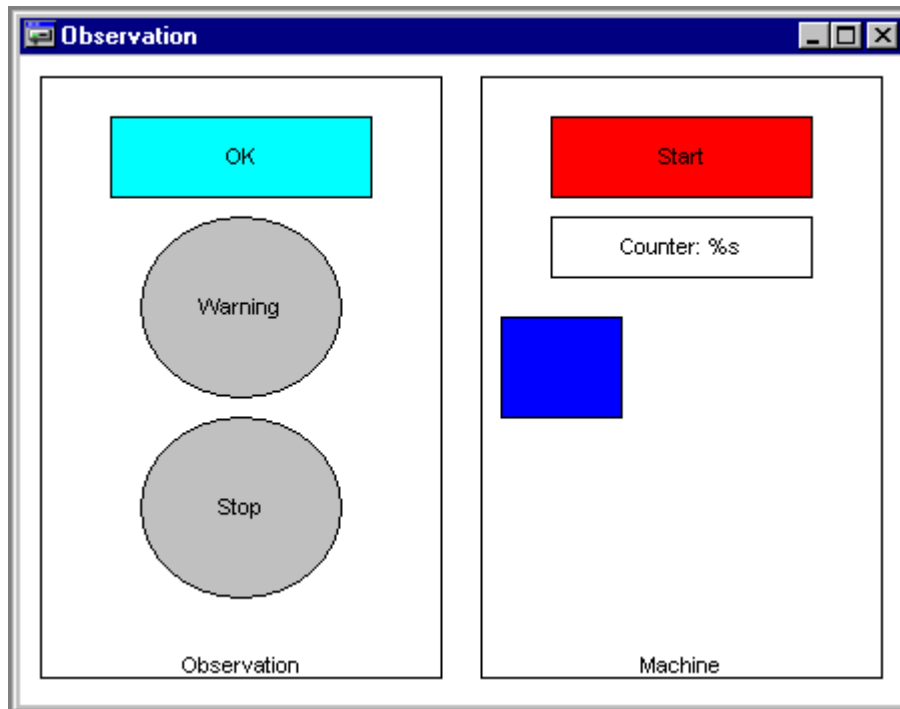 Observation
OK
Warning
Stop
Observation
Start
Counter: %s
Machine